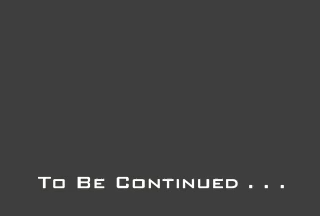 To Be Continued . . .